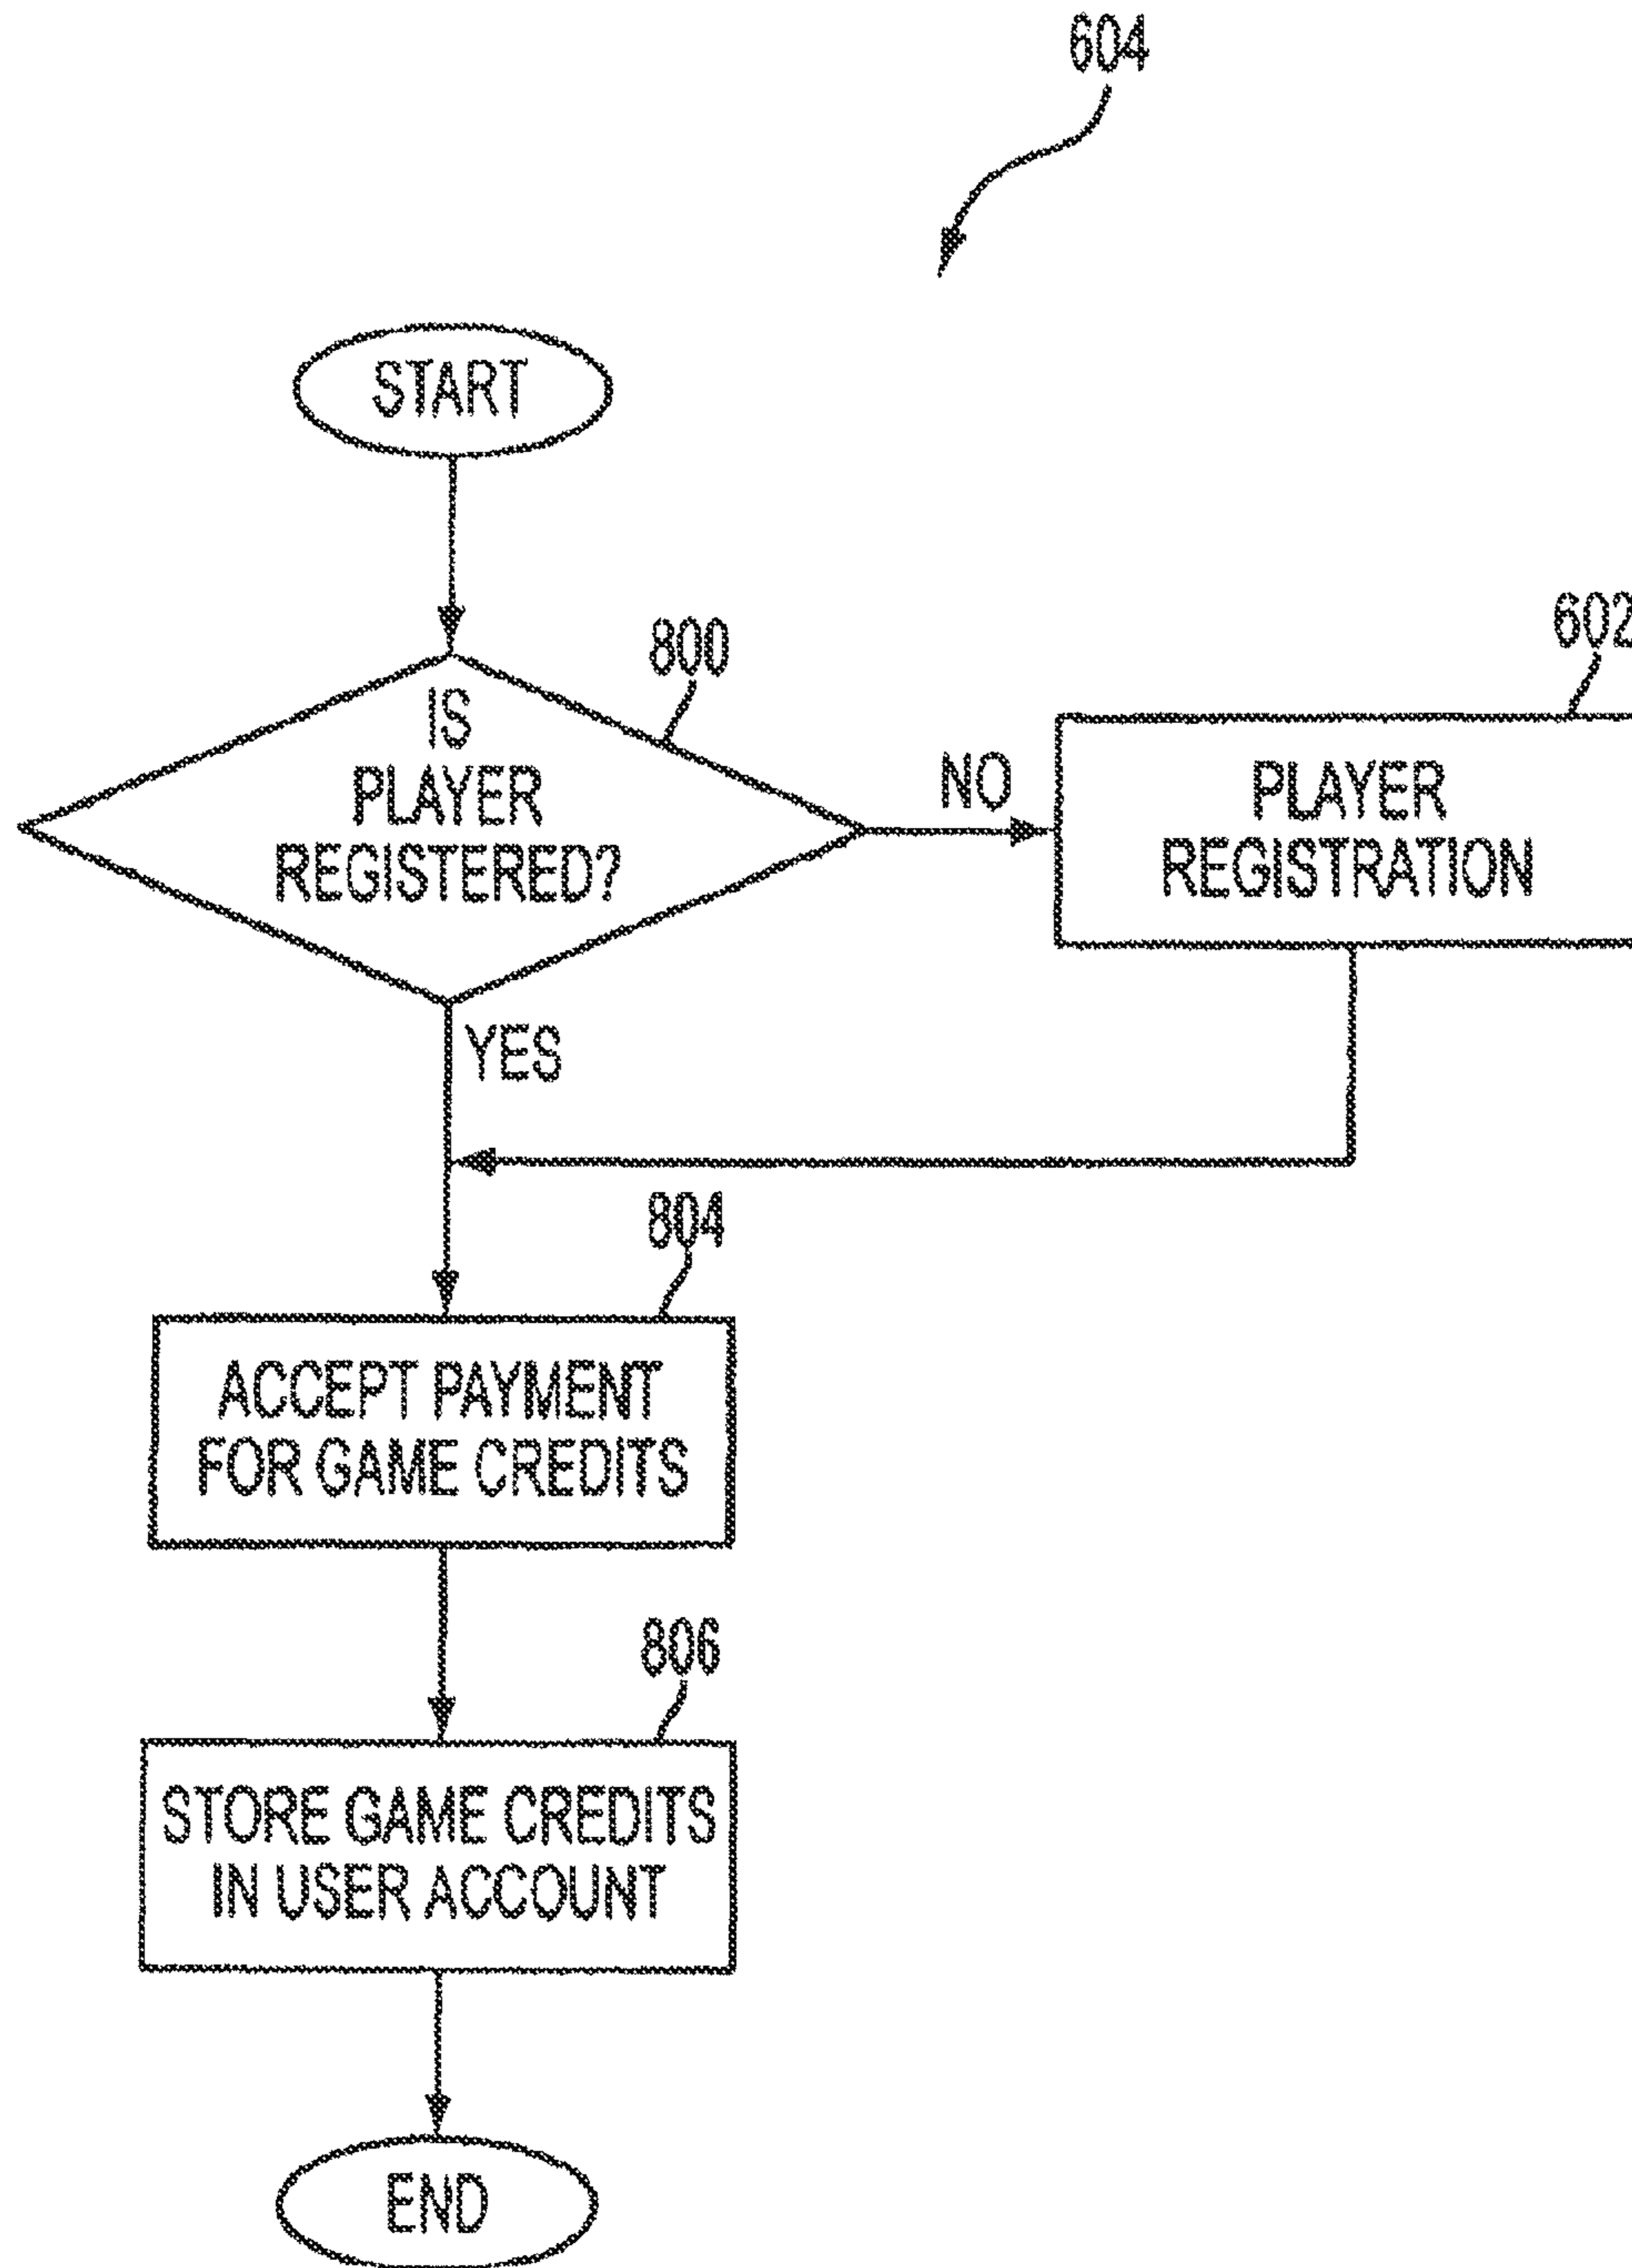 604
START
800
IS
PLAYER
REGISTERED?
NO
602
PLAYER
REGISTRATION
YES
804
ACCEPT PAYMENT
FOR GAME CREDITS
806
STORE GAME CREDITS
IN USER ACCOUNT
END